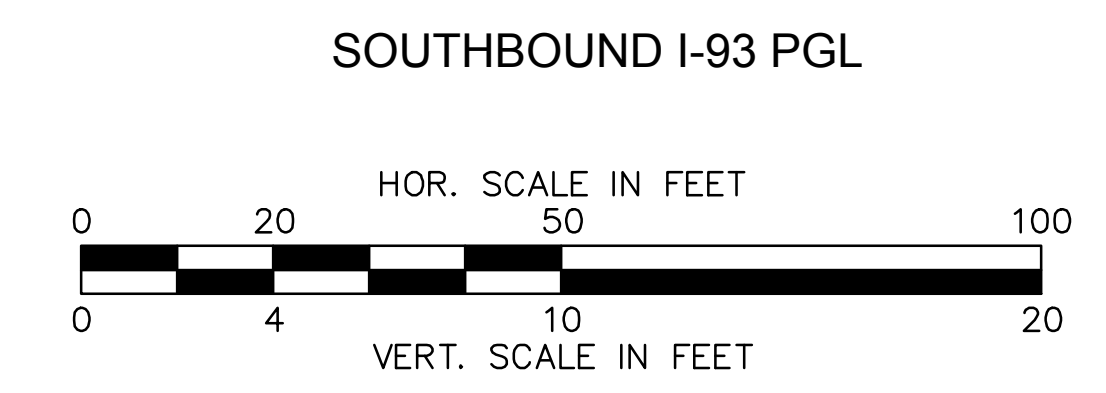 SOUTHBOUND I-93 PGL
HOR. SCALE IN FEET
0 20 50 100
0 4 10 20
VERT. SCALE IN FEET